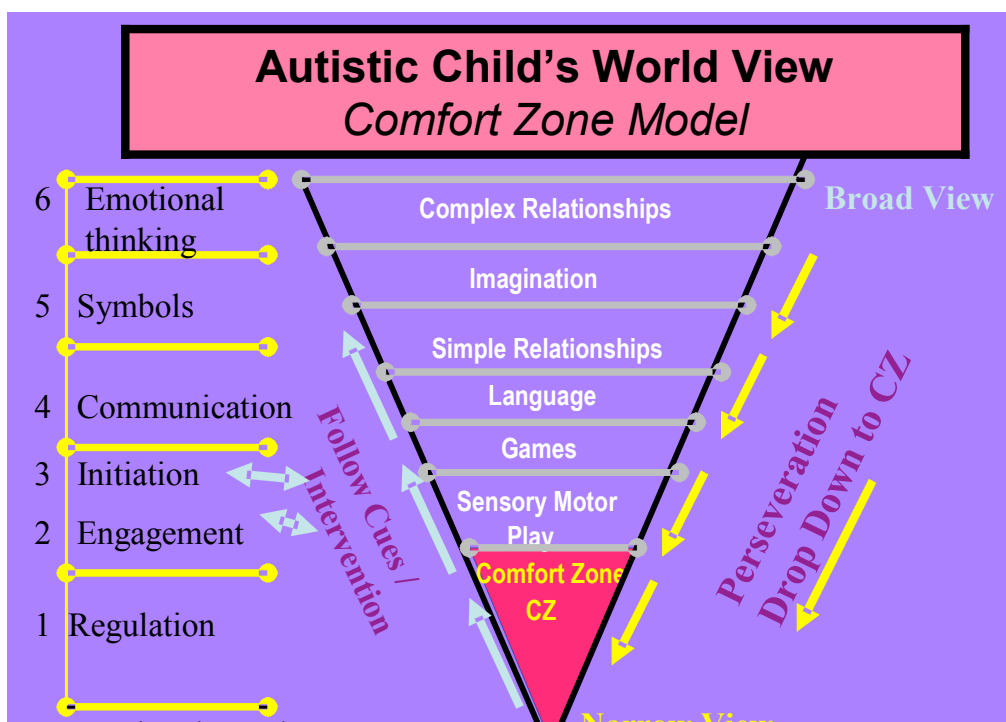 Autistic Child's World View
Comfort Zone Model
6 Emotional
thinking
5 Symbols
4 Communication
3 Initiation
2 Engagement
1 Regulation
Follow Cues /
Intervention
Complex Relationships
Imagination
Simple Relationships
Language
Games
Sensory Motor
Play
Comfort Zone
CZ
Broad View
Perseveration
Drop Down to CZ
Narrow View